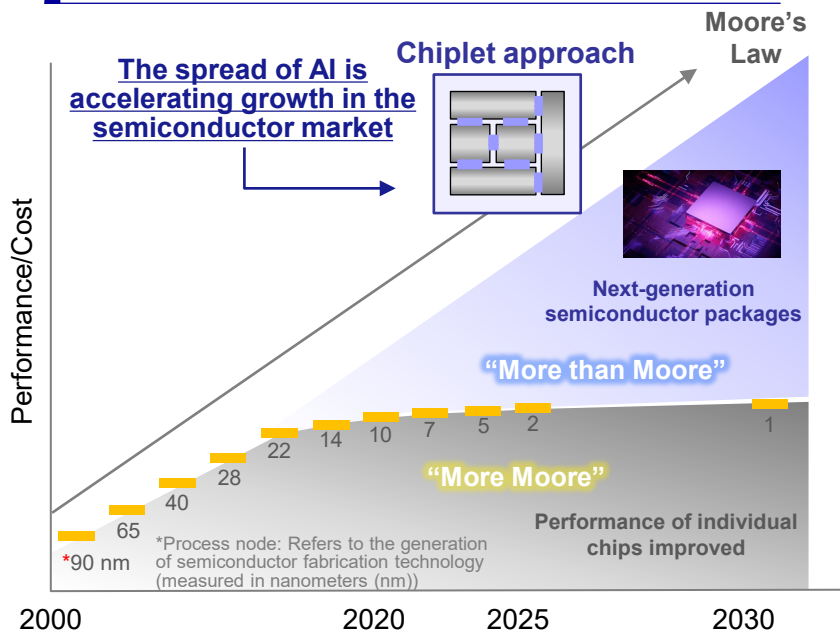 Moore's
Law
Chiplet approach
The spread of AI is
accelerating growth in the
semiconductor market
Performance/Cost
Next-generation
semiconductor packages
“More than Moore”
“More Moore”
Performance of individual
chips improved
*90 nm
65
40
28
22
14
10
7
5
2
1
*Process node: Refers to the generation
of semiconductor fabrication technology
(measured in nanometers (nm))
2000
2020
2025
2030